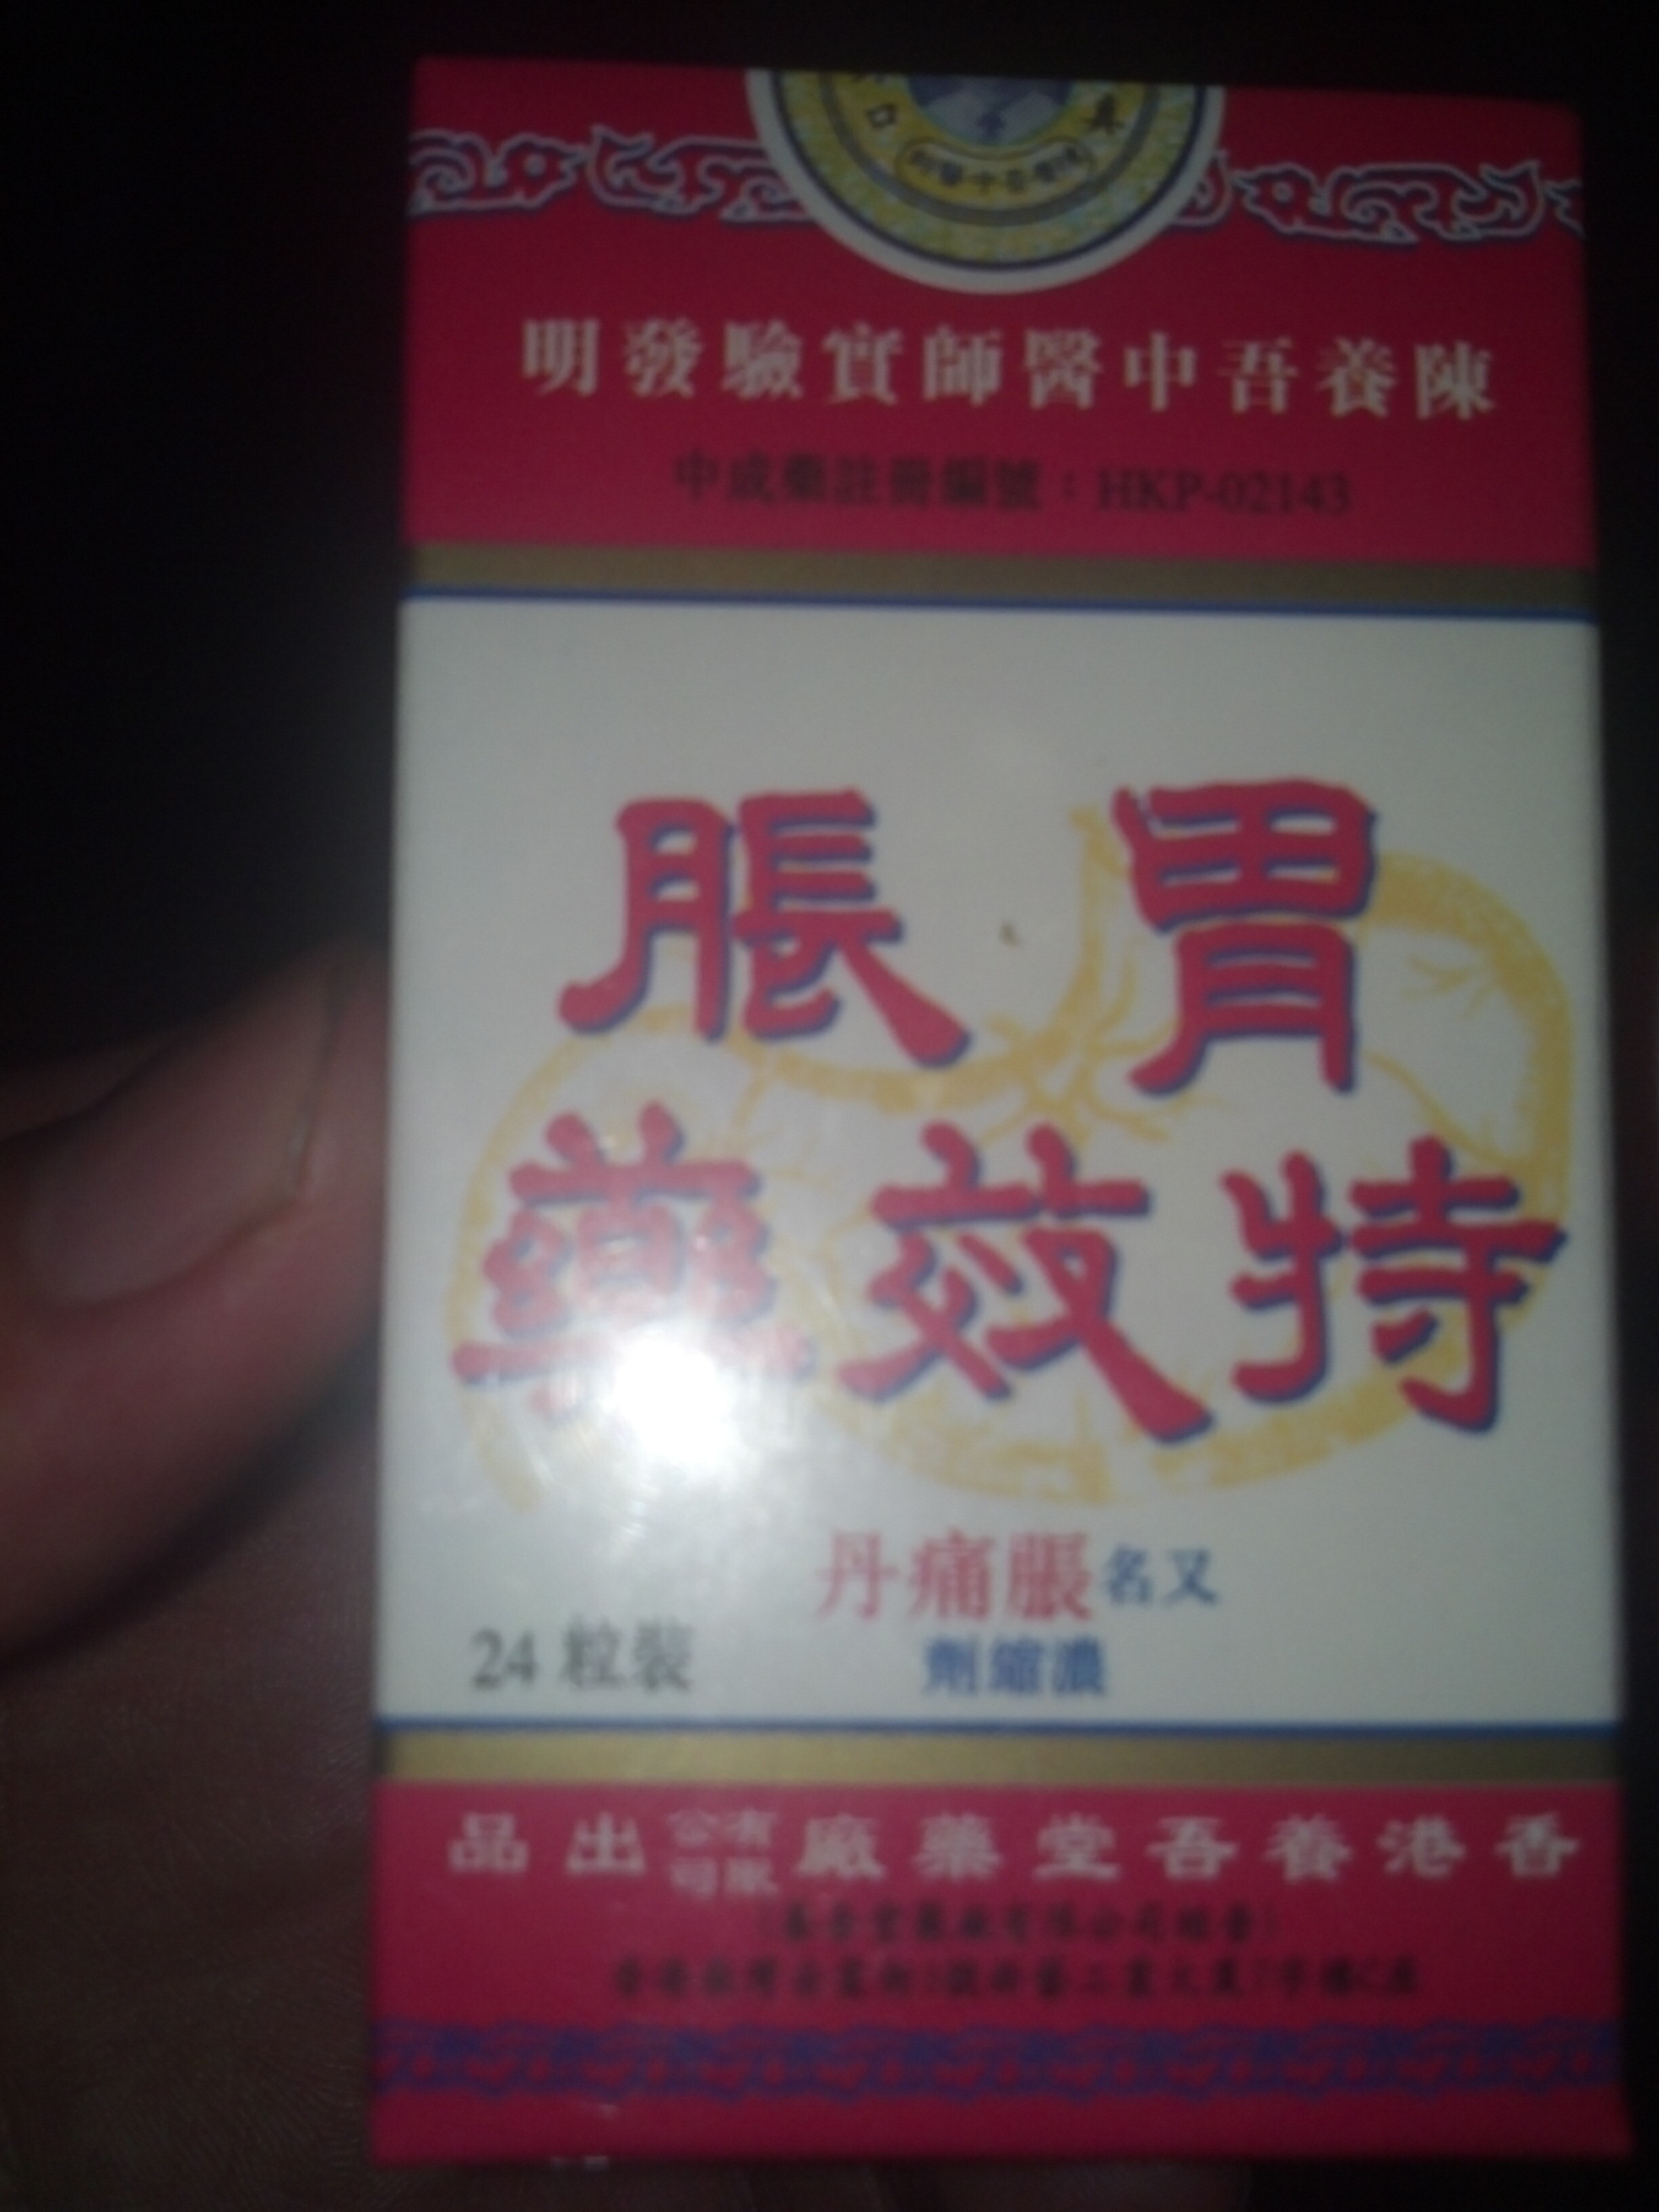 陳養吾中醫師實驗發明
中成藥註冊編號：HKP-02143
胃脹
特效藥
又名脹痛丹
濃縮劑
24 粒裝
香港養吾堂藥廠有限公司出品